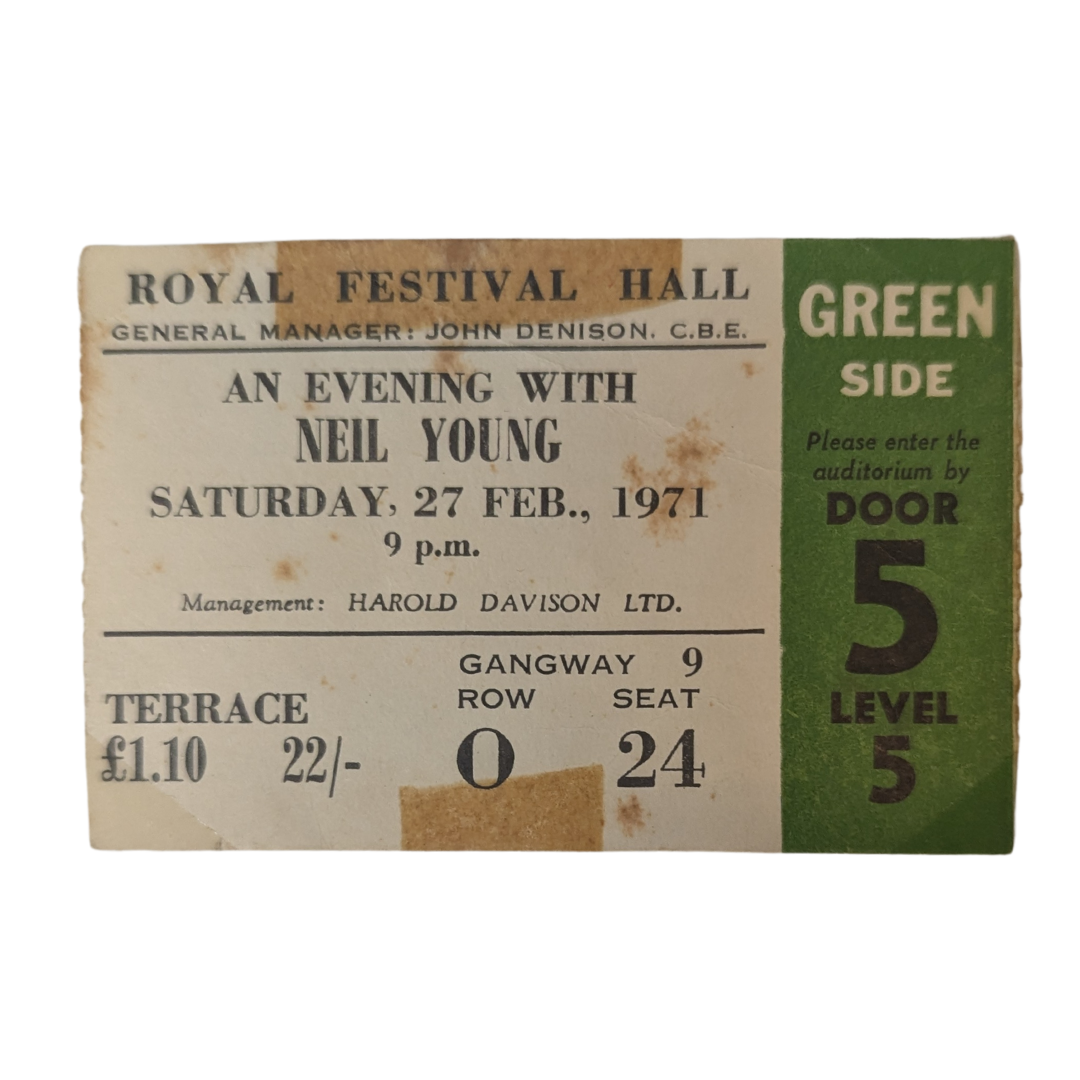 ROYAL FESTIVAL HALL
GENERAL MANAGER: JOHN DENISON. C.B.E.
AN EVENING WITH
NEIL YOUNG
SATURDAY, 27 FEB., 1971
9 p.m.
Management: HAROLD DAVISON LTD.
GANGWAY 9
TERRACE ROW SEAT
£1.10 22/- O 24
GREEN
SIDE
Please enter the
auditorium by
DOOR
5
LEVEL
5